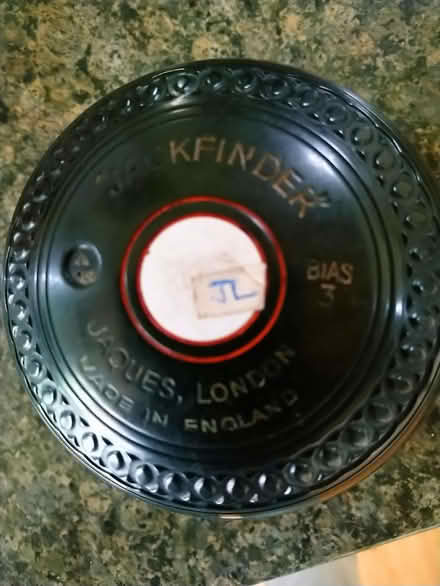 "JACKFINDER"
BIAS
3
JL
JAQUES, LONDON
MADE IN ENGLAND